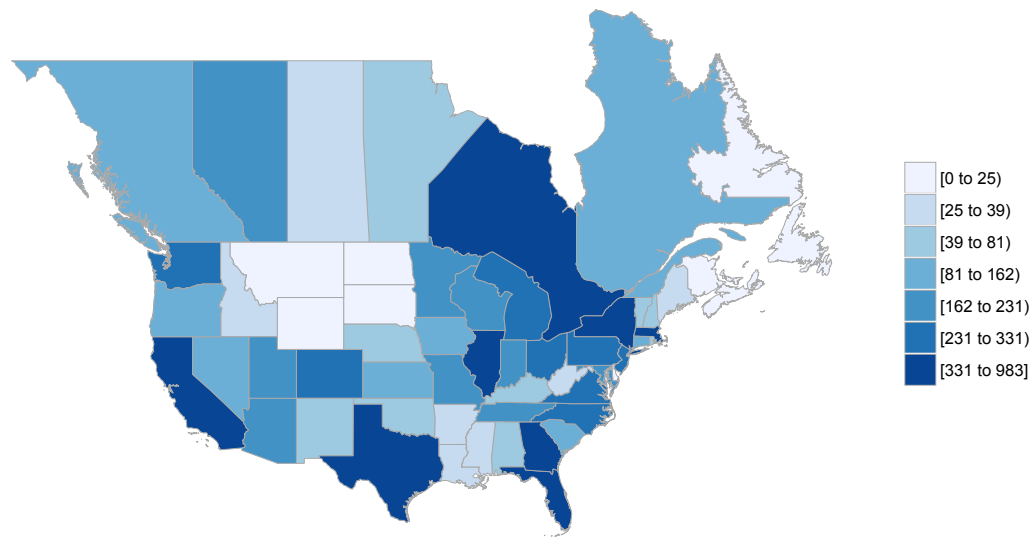 [0 to 25)
[25 to 39)
[39 to 81)
[81 to 162)
[162 to 231)
[231 to 331)
[331 to 983]